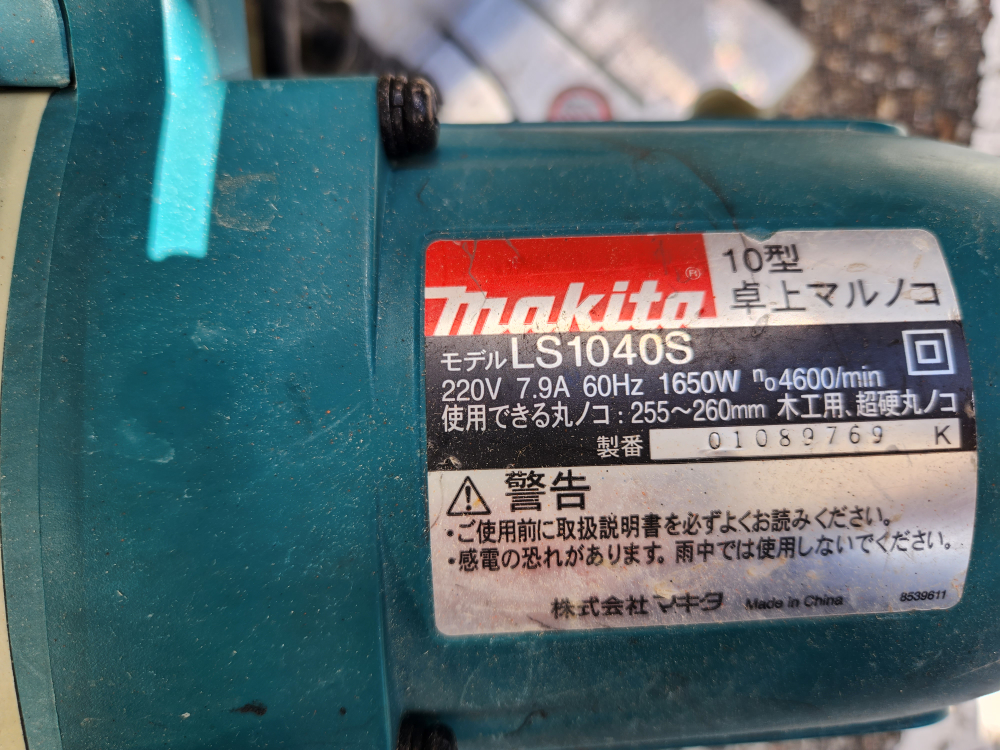 makita®
10型
卓上マルノコ
モデル LS1040S
220V 7.9A 60Hz 1650W n₀4600/min
使用できる丸ノコ:255～260mm 木工用、超硬丸ノコ
製番 01089769 K
警告
・ご使用前に取扱説明書を必ずよくお読みください。
・感電の恐れがあります。雨中では使用しないでください。
株式会社 マキタ Made in China 8539611